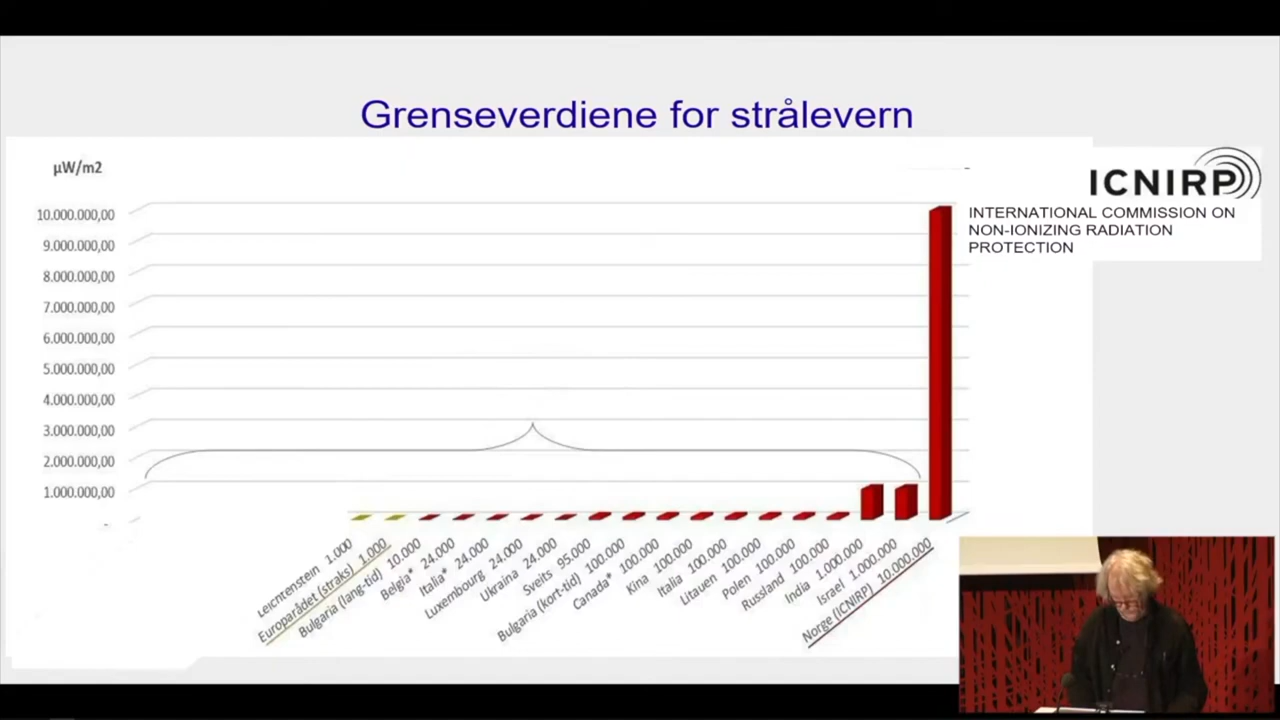 Grenseverdiene for strålevern
µW/m2
ICNIRP
INTERNATIONAL COMMISSION ON
NON-IONIZING RADIATION
PROTECTION
10.000.000,00
9.000.000,00
8.000.000,00
7.000.000,00
6.000.000,00
5.000.000,00
4.000.000,00
3.000.000,00
2.000.000,00
1.000.000,00
-
Leichtenstein 1.000
Europarådet (straks) 1.000
Bulgaria (lang-tid) 10.000
Belgia* 24.000
Italia* 24.000
Luxembourg 24.000
Ukraina 24.000
Sveits 95.000
Bulgaria (kort-tid) 100.000
Canada* 100.000
Kina 100.000
Italia 100.000
Litauen 100.000
Polen 100.000
Russland 100.000
India 1.000.000
Israel 1.000.000
Norge (ICNIRP) 10.000.000